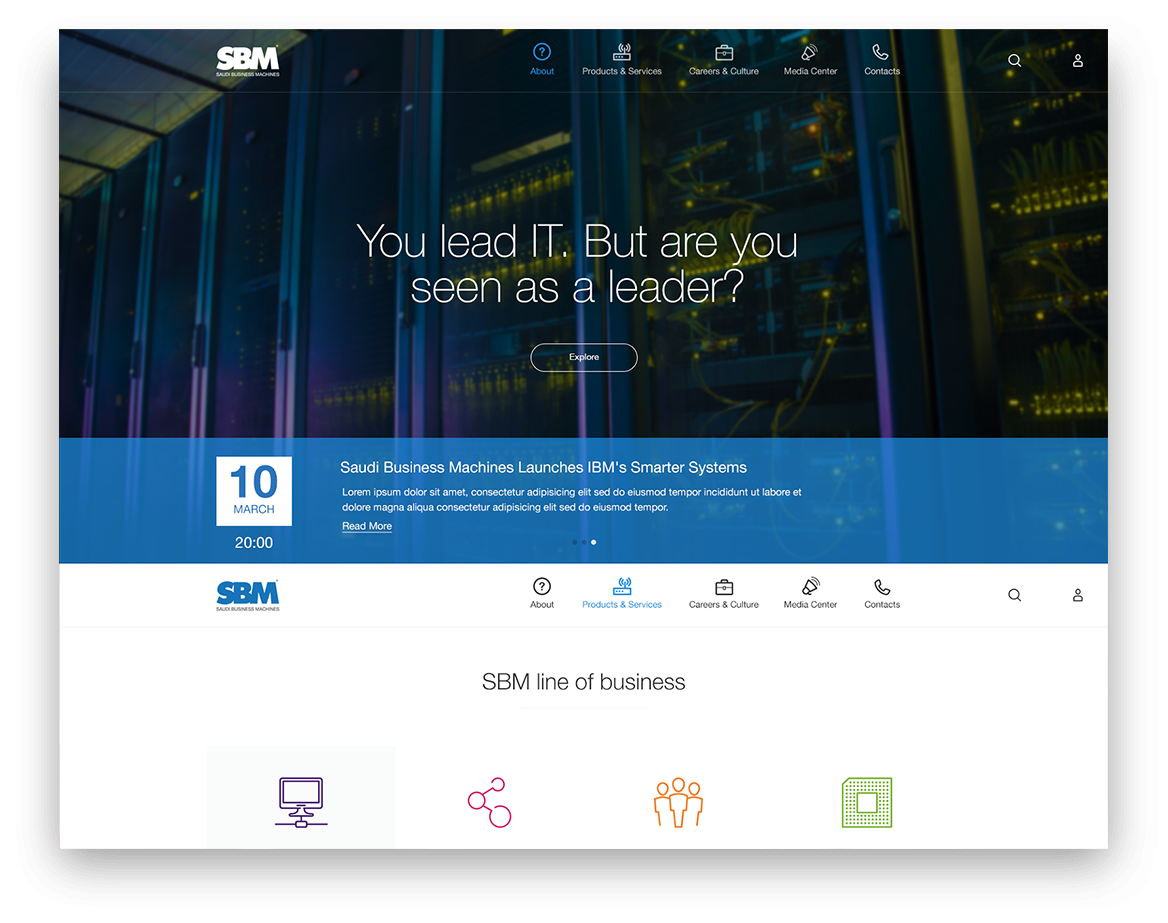 SBM
SAUDI BUSINESS MACHINES
About
Products & Services
Careers & Culture
Media Center
Contacts
You lead IT. But are you
seen as a leader?
Explore
10
MARCH
20:00
Saudi Business Machines Launches IBM's Smarter Systems
Lorem ipsum dolor sit amet, consectetur adipisicing elit sed do eiusmod tempor incididunt ut labore et
dolore magna aliqua consectetur adipisicing elit sed do eiusmod tempor.
Read More
SBM
SAUDI BUSINESS MACHINES
About
Products & Services
Careers & Culture
Media Center
Contacts
SBM line of business